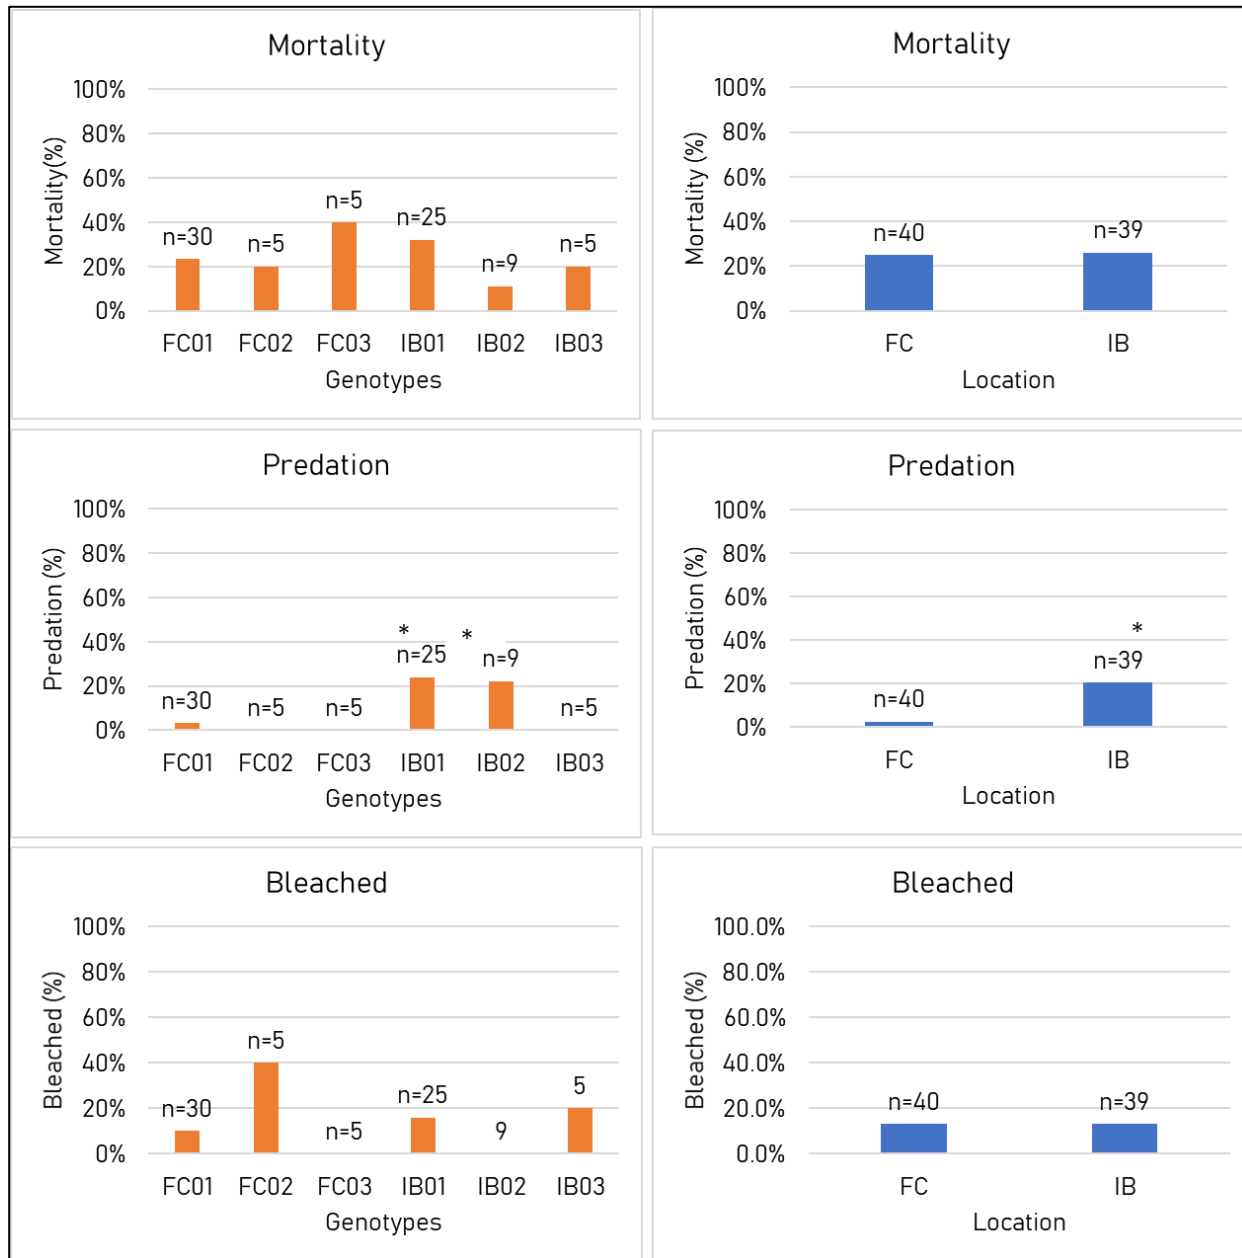 Mortality
100%
80%
60%
40%
20%
0%
Mortality(%)
n=30
n=5
n=5
n=25
n=9
n=5
FC01 FC02 FC03 IB01 IB02 IB03
Genotypes
Mortality
100%
80%
60%
40%
20%
0%
Mortality (%)
n=40
n=39
FC IB
Location
Predation
100%
80%
60%
40%
20%
0%
Predation (%)
* *
n=30
n=5
n=5
n=25
n=9
n=5
FC01 FC02 FC03 IB01 IB02 IB03
Genotypes
Predation
100%
80%
60%
40%
20%
0%
Predation (%)
*
n=40
n=39
FC IB
Location
Bleached
100%
80%
60%
40%
20%
0%
Bleached (%)
n=30
n=5
n=5
n=25
9
5
FC01 FC02 FC03 IB01 IB02 IB03
Genotypes
Bleached
100.0%
80.0%
60.0%
40.0%
20.0%
0.0%
Bleached (%)
n=40
n=39
FC IB
Location